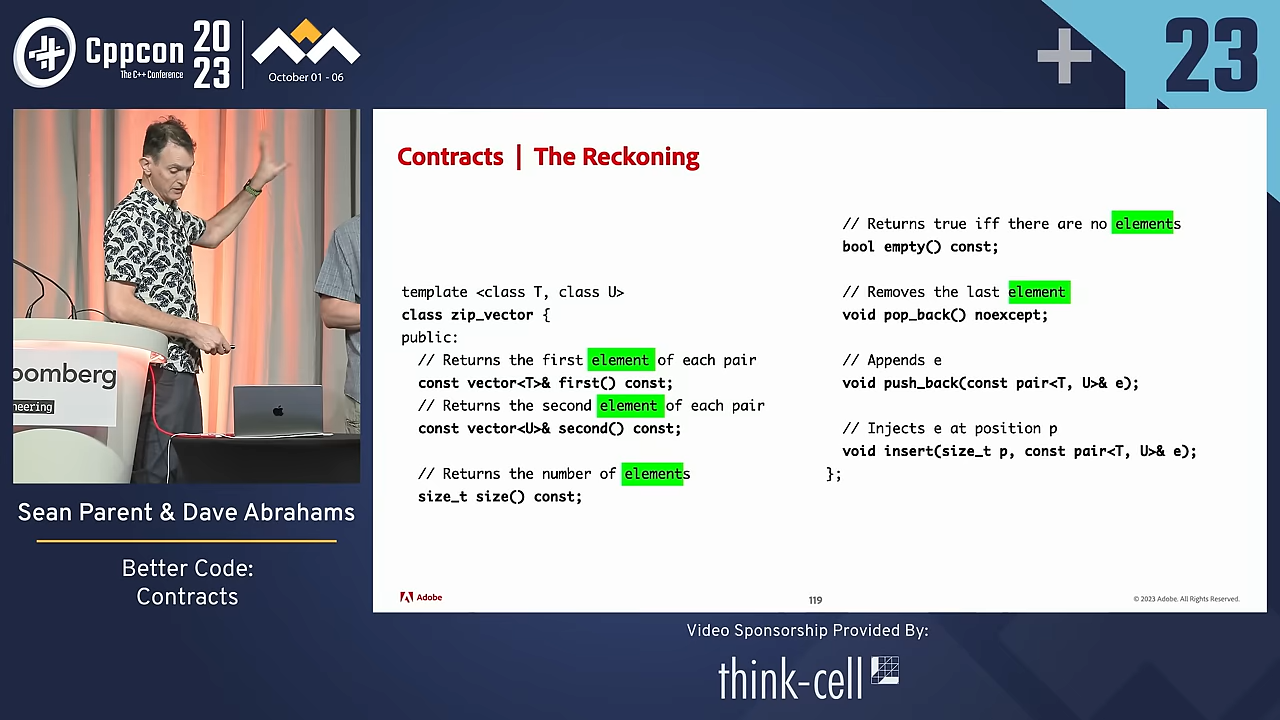 Cppcon
The C++ Conference
20
23
October 01 - 06
23
Contracts | The Reckoning
template <class T, class U>
class zip_vector {
public:
// Returns the first element of each pair
const vector<T>& first() const;
// Returns the second element of each pair
const vector<U>& second() const;
// Returns the number of elements
size_t size() const;
// Returns true iff there are no elements
bool empty() const;
// Removes the last element
void pop_back() noexcept;
// Appends e
void push_back(const pair<T, U>& e);
// Injects e at position p
void insert(size_t p, const pair<T, U>& e);
};
Adobe
119
© 2023 Adobe. All Rights Reserved.
oomberg
neering
Sean Parent & Dave Abrahams
Better Code:
Contracts
Video Sponsorship Provided By:
think-cell